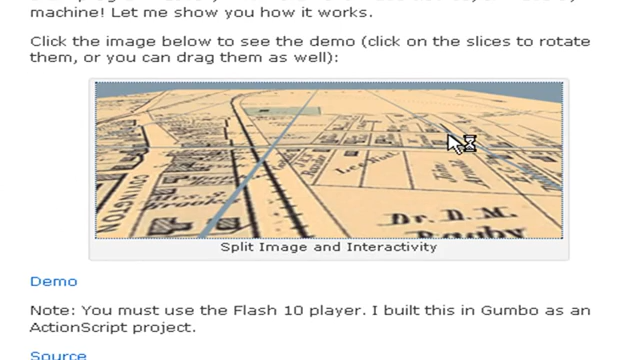 machine! Let me show you how it works.
Click the image below to see the demo (click on the slices to rotate
them, or you can drag them as well):
COVINGTON
Dr. D. M.
Split Image and Interactivity
Demo
Note: You must use the Flash 10 player. I built this in Gumbo as an
ActionScript project.
Source